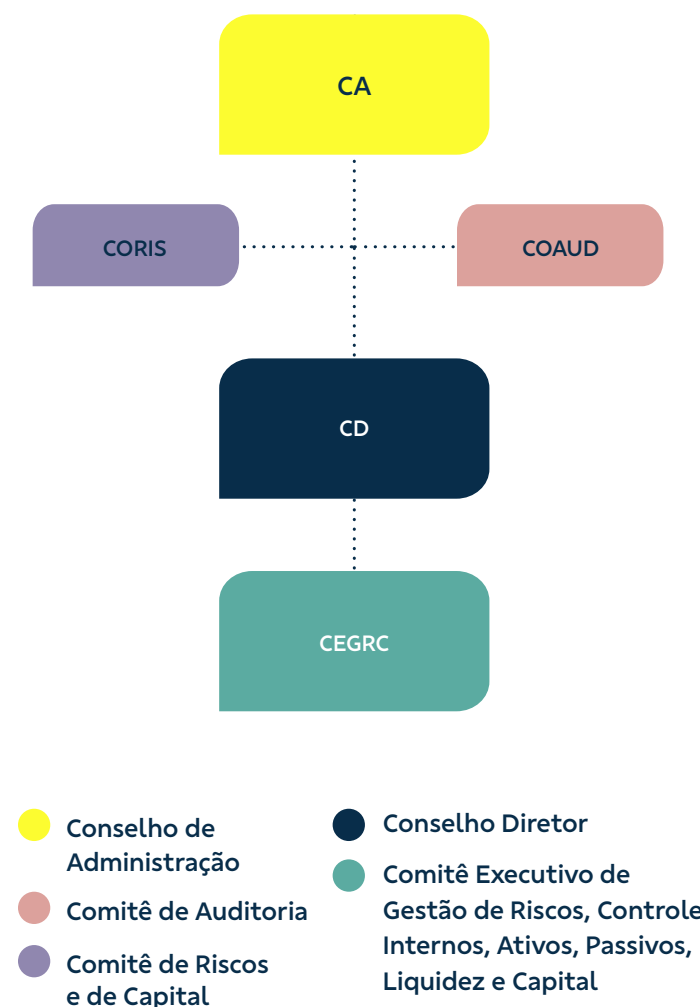 CA
CORIS
COAUD
CD
CEGRC
Conselho de
Administração
Comitê de Auditoria
Comitê de Riscos
e de Capital
Conselho Diretor
Comitê Executivo de
Gestão de Riscos, Controle
Internos, Ativos, Passivos,
Liquidez e Capital